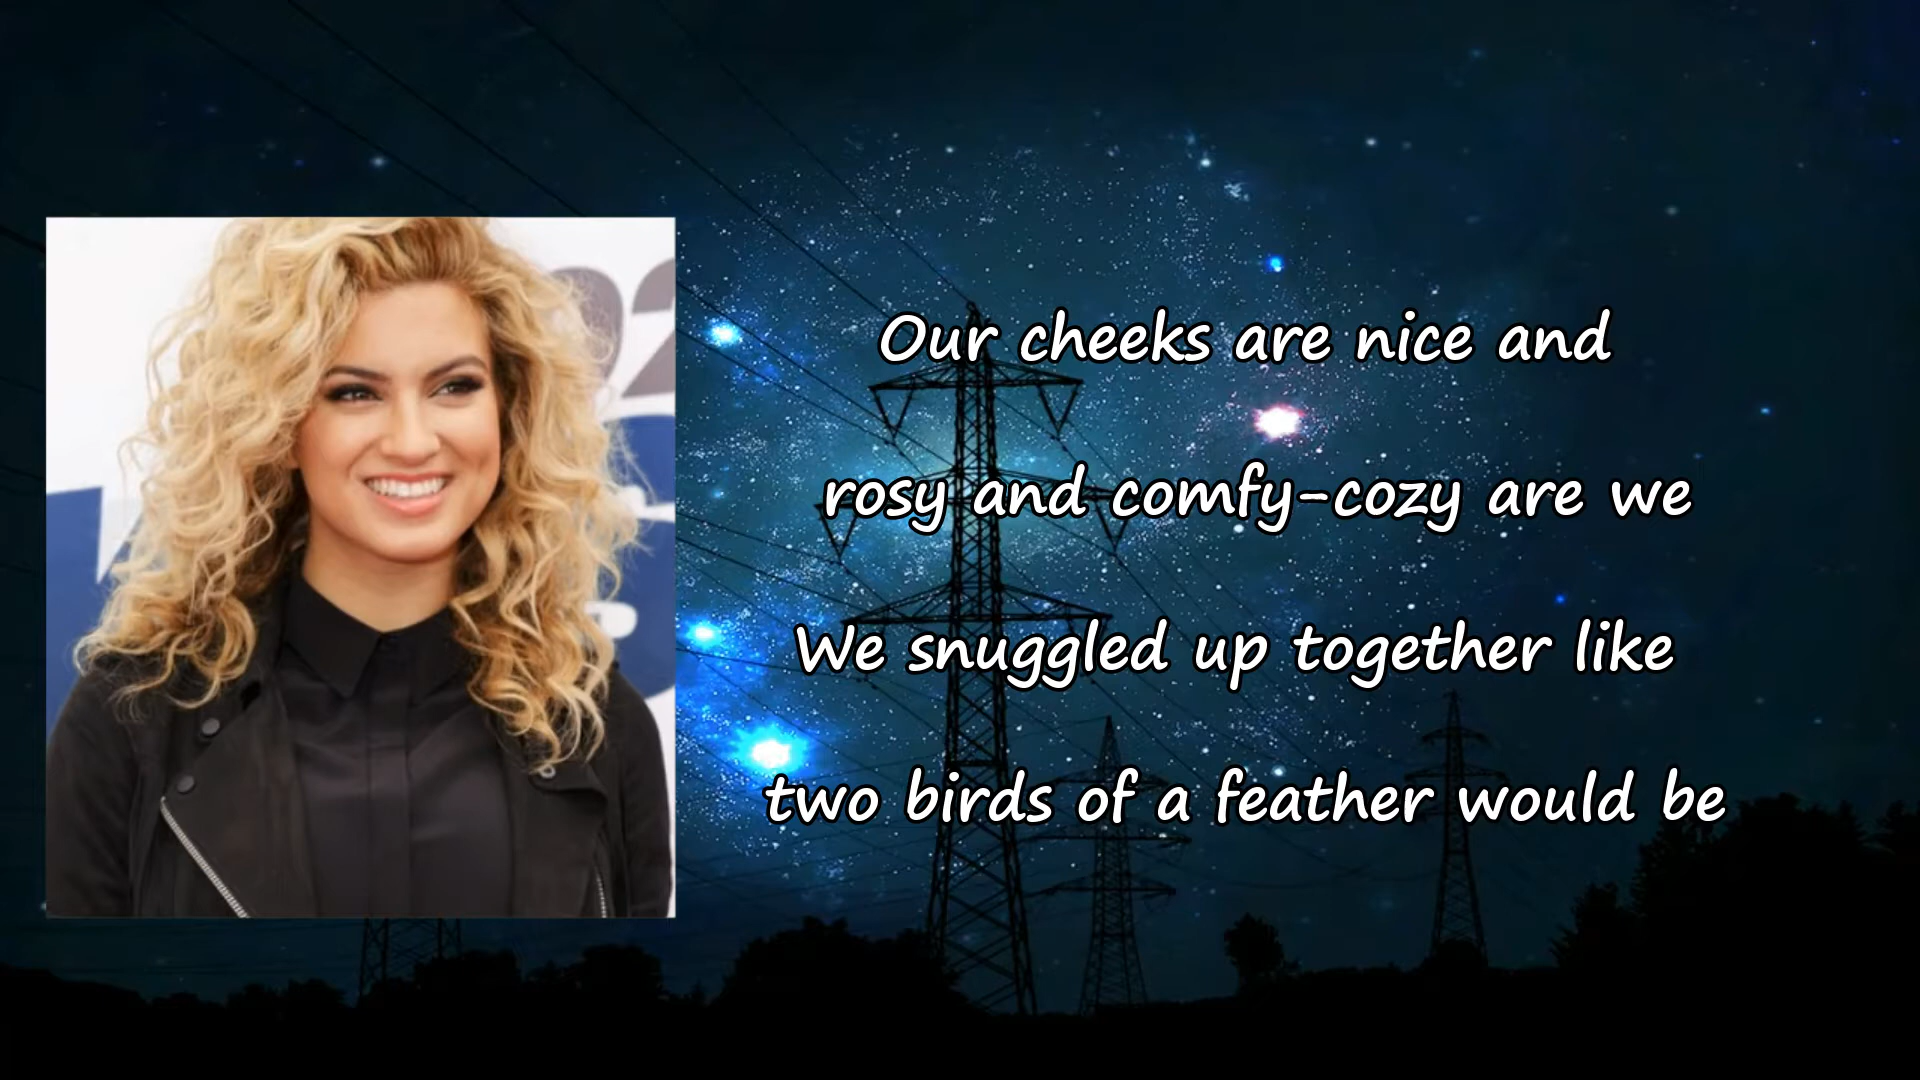 Our cheeks are nice and
rosy and comfy-cozy are we
We snuggled up together like
two birds of a feather would be